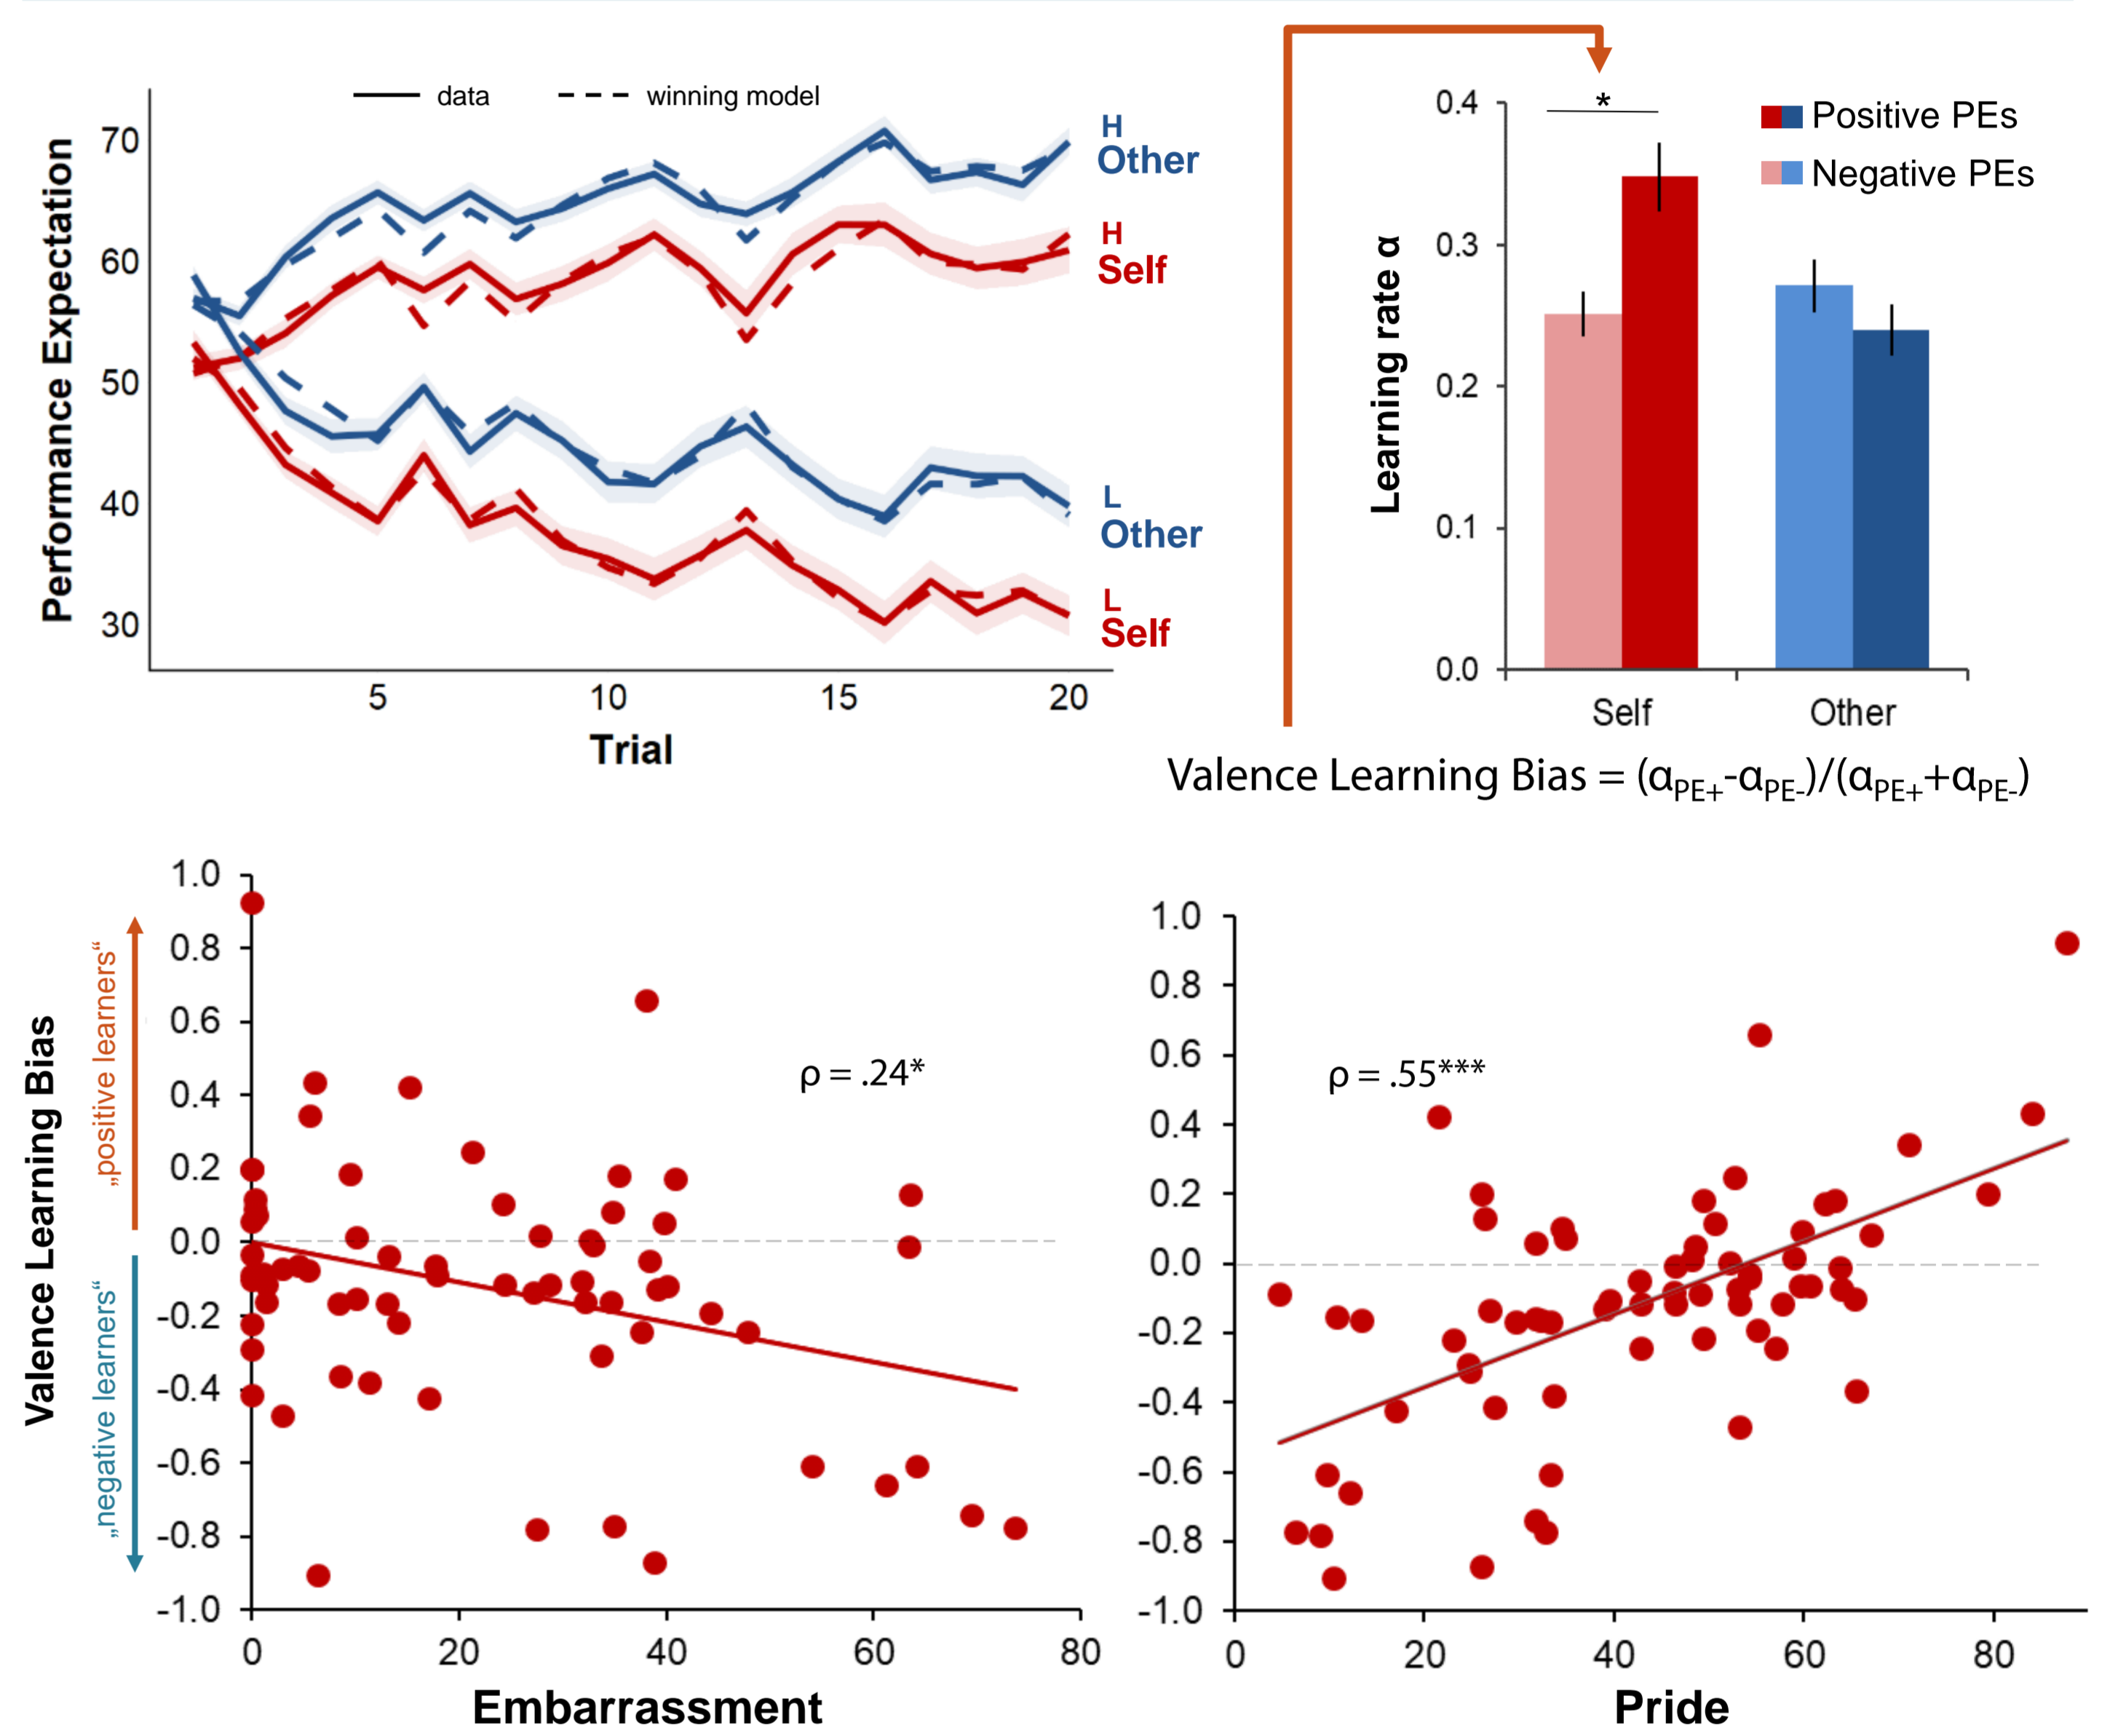 data
winning model
Performance Expectation
70
60
50
40
30
5
10
15
20
Trial
H
Other
H
Self
L
Other
L
Self
*
Positive PEs
Negative PEs
Learning rate α
0.4
0.3
0.2
0.1
0.0
Self
Other
Valence Learning Bias = (αPE+-αPE-)/(αPE++αPE-)
Valence Learning Bias
„positive learners“
„negative learners“
1.0
0.8
0.6
0.4
0.2
0.0
-0.2
-0.4
-0.6
-0.8
-1.0
ρ = .24*
0
20
40
60
80
Embarrassment
1.0
0.8
0.6
0.4
0.2
0.0
-0.2
-0.4
-0.6
-0.8
-1.0
ρ = .55***
0
20
40
60
80
Pride